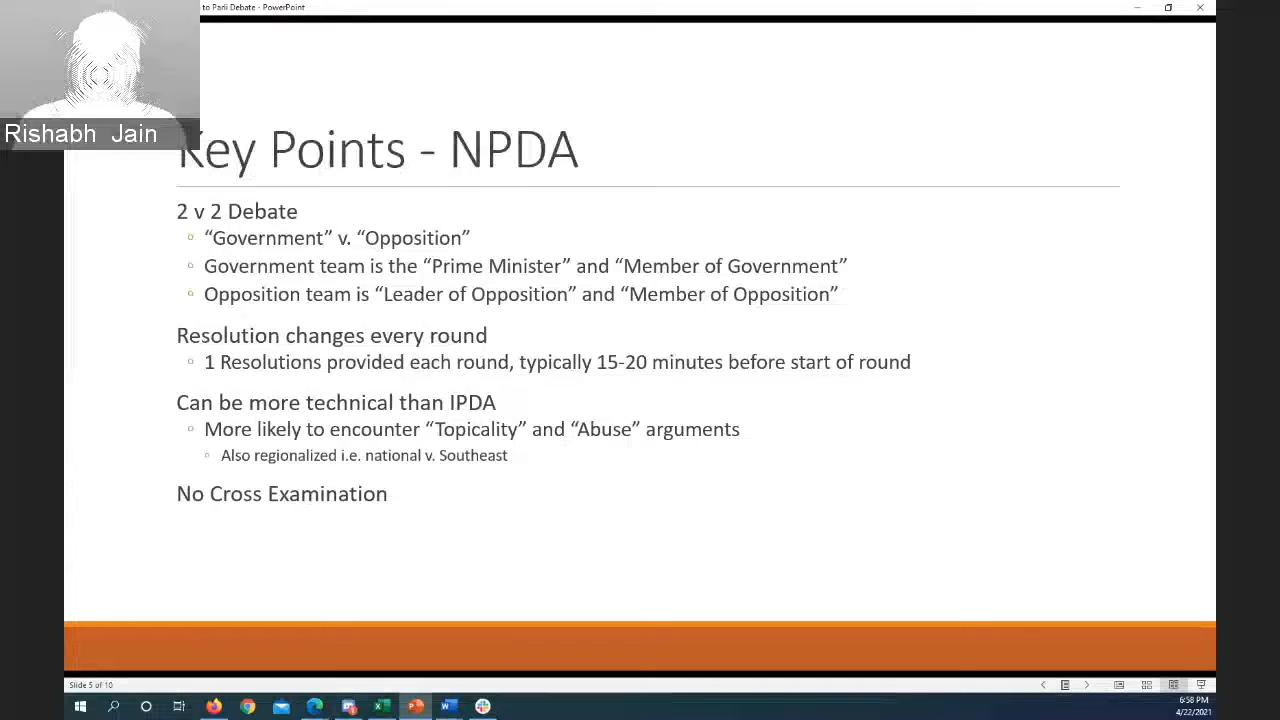 to Parli Debate - PowerPoint
Rishabh Jain
Key Points - NPDA
2 v 2 Debate
“Government” v. “Opposition”
Government team is the “Prime Minister” and “Member of Government”
Opposition team is “Leader of Opposition” and “Member of Opposition”
Resolution changes every round
1 Resolutions provided each round, typically 15-20 minutes before start of round
Can be more technical than IPDA
More likely to encounter “Topicality” and “Abuse” arguments
Also regionalized i.e. national v. Southeast
No Cross Examination
Slide 5 of 10
6:58 PM
4/22/2021